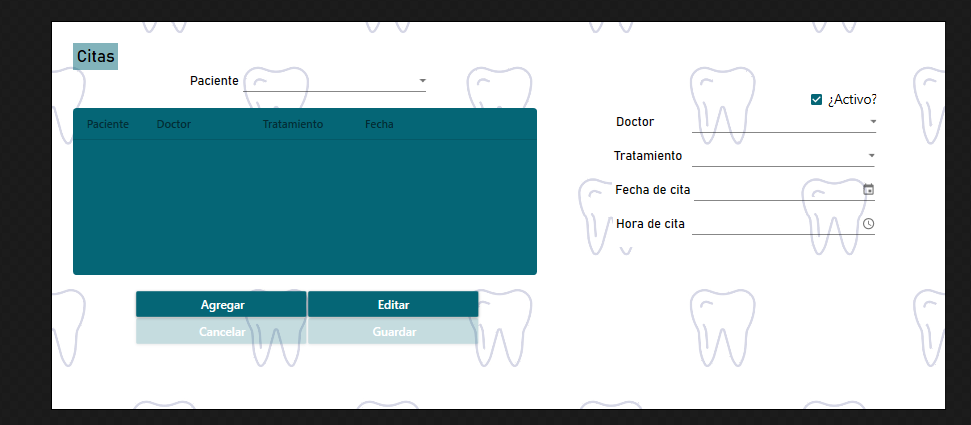 Citas
Paciente
¿Activo?
Paciente Doctor Tratamiento Fecha
Doctor
Tratamiento
Fecha de cita
Hora de cita
Agregar Editar
Cancelar Guardar